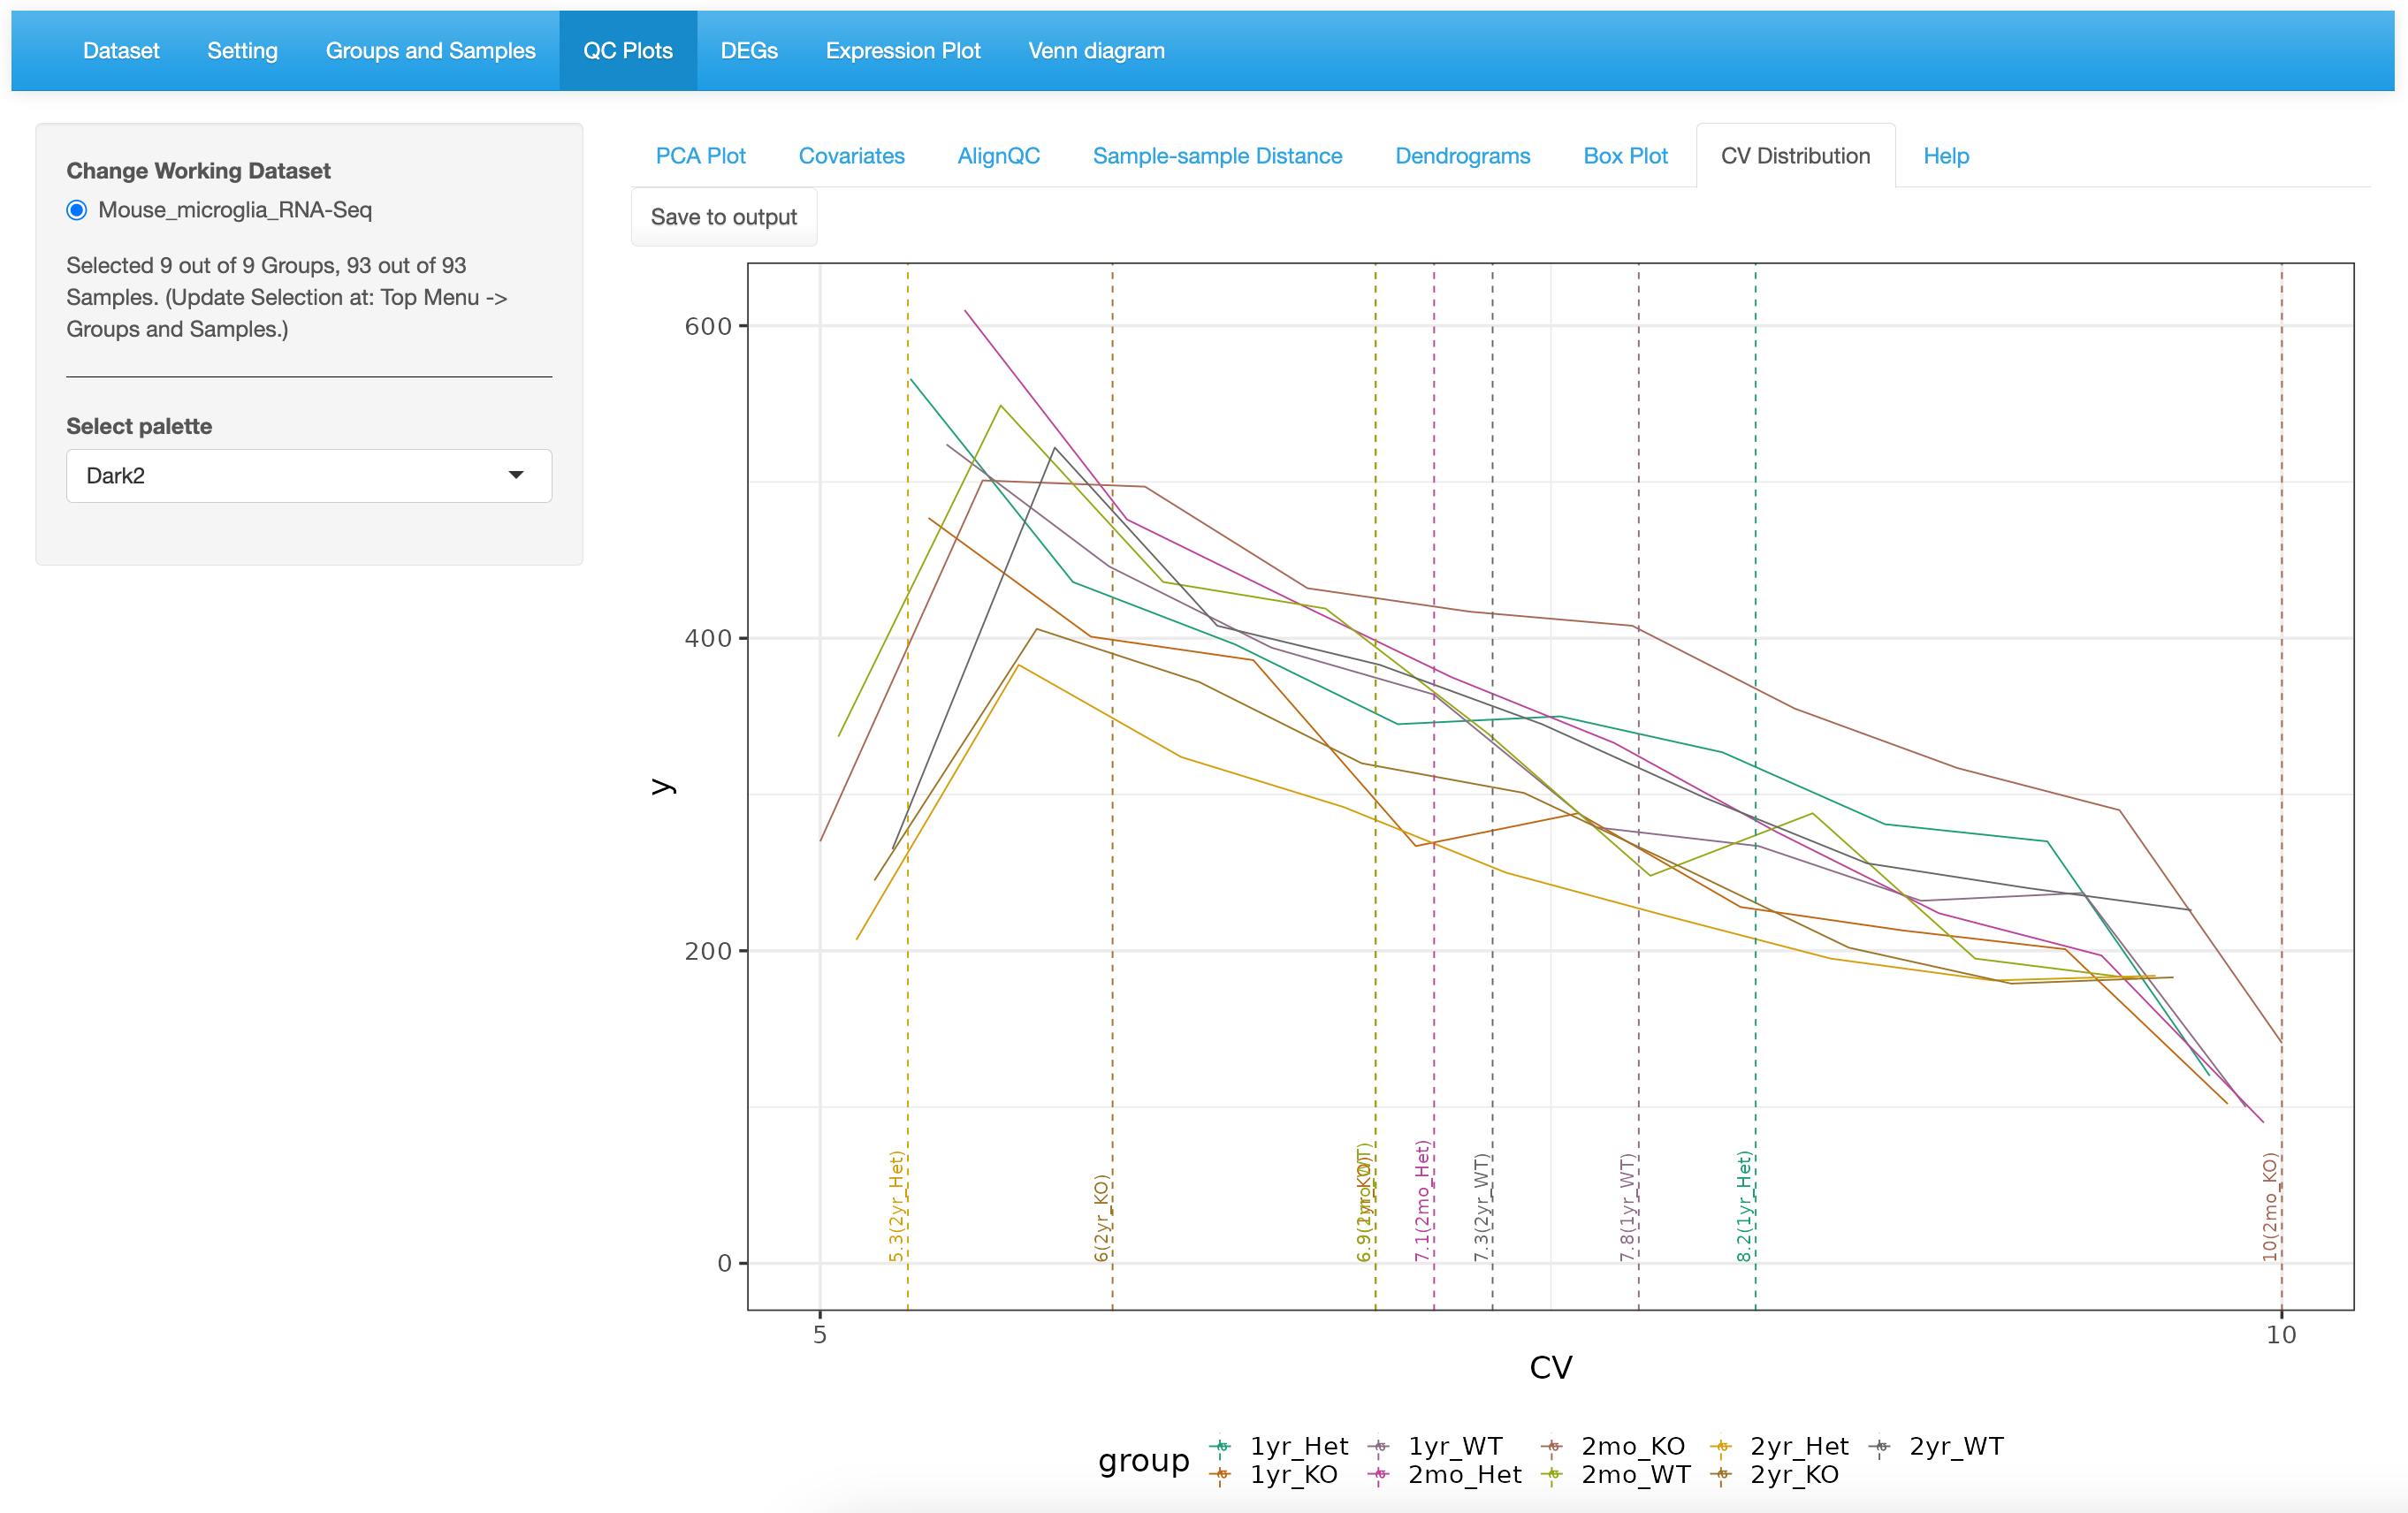 Dataset Setting Groups and Samples QC Plots DEGs Expression Plot Venn diagram
Change Working Dataset
Mouse_microglia_RNA-Seq
Selected 9 out of 9 Groups, 93 out of 93
Samples. (Update Selection at: Top Menu ->
Groups and Samples.)
Select palette
Dark2
PCA Plot Covariates AlignQC Sample-sample Distance Dendrograms Box Plot CV Distribution Help
Save to output
600
400
200
0
y
5.3(2yr_Het)
6(2yr_KO)
7.1(2mo_Het)
7.3(2yr_WT)
7.8(1yr_WT)
8.2(1yr_Het)
10(2mo_KO)
5 10
CV
group
1yr_Het 1yr_WT 2mo_KO 2yr_Het 2yr_WT
1yr_KO 2mo_Het 2mo_WT 2yr_KO